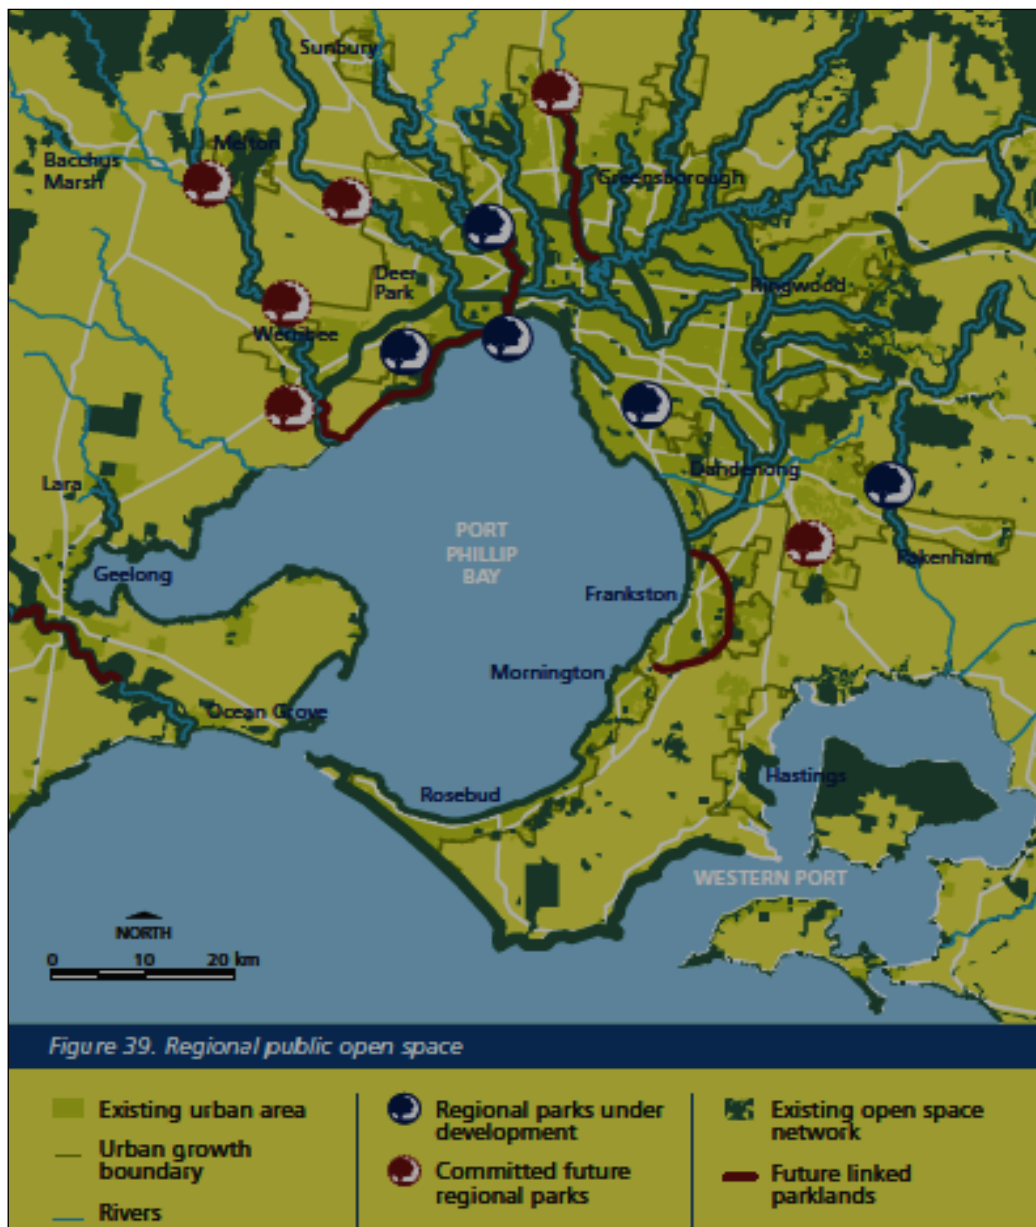 Sunbury
Melton
Bacchus
Marsh
Greensborough
Deer
Park
Ringwood
Werribee
Dandenong
Lara
PORT
PHILLIP
BAY
Pakenham
Geelong
Frankston
Mornington
Ocean Grove
Hastings
Rosebud
WESTERN PORT
NORTH
0 10 20 km
Figure 39. Regional public open space
Existing urban area
Urban growth
boundary
Rivers
Regional parks under
development
Committed future
regional parks
Existing open space
network
Future linked
parklands